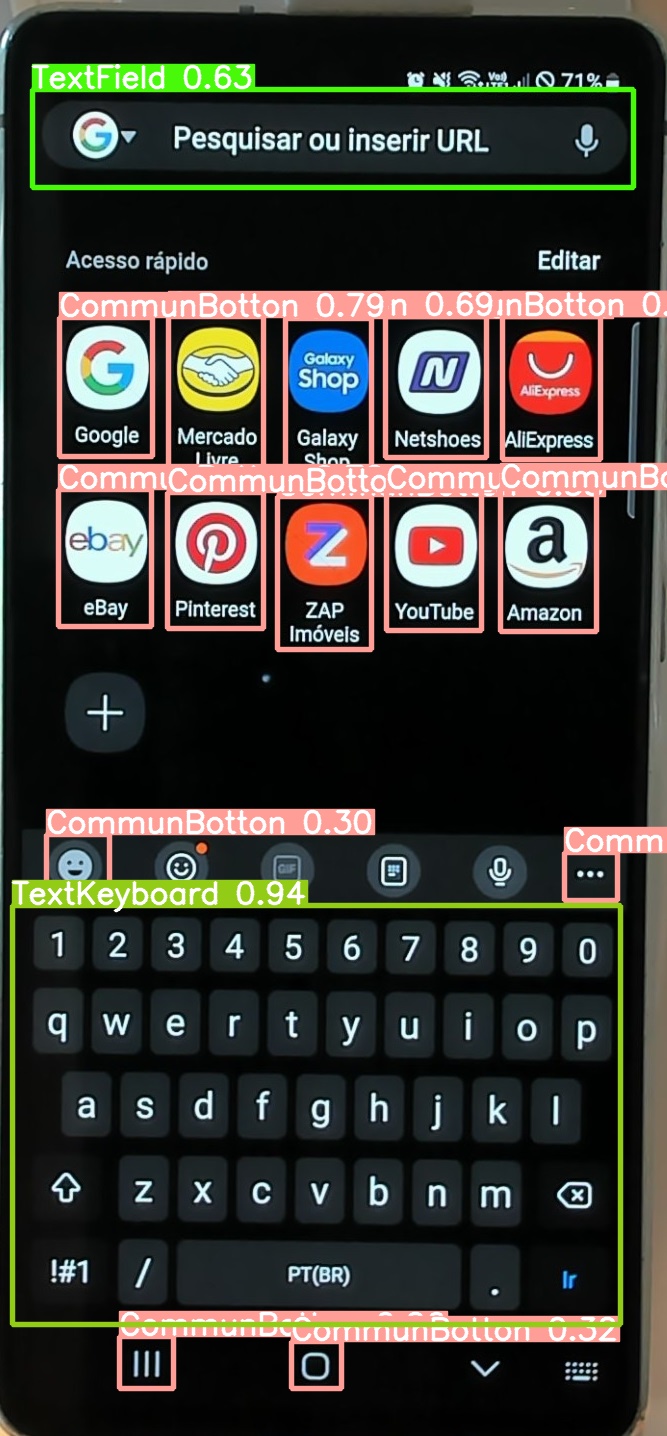 TextField 0.63
71%
Pesquisar ou inserir URL
Acesso rápido
Editar
CommunBotton 0.79
n 0.69
nBotton 0.
Galaxy
Shop
AliExpress
Google
Mercado
Livre
Galaxy
Shop
Netshoes
AliExpress
Commu
CommunBotto
Commu
CommunBo
ebay
a
eBay
Pinterest
ZAP
Imóveis
YouTube
Amazon
CommunBotton 0.30
Comm
GIF
TextKeyboard 0.94
1 2 3 4 5 6 7 8 9 0
q w e r t y u i o p
a s d f g h j k l
z x c v b n m
!#1 / PT(BR) . Ir
CommunBotton 0.32